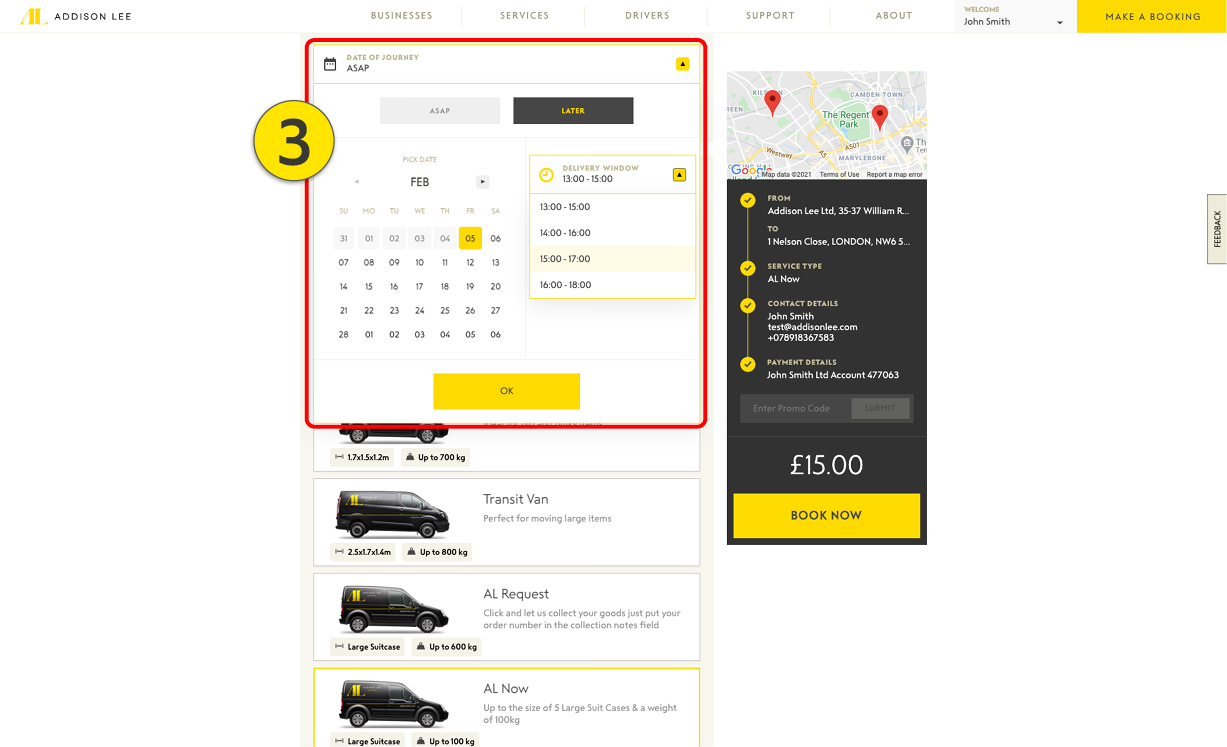 ADDISON LEE
BUSINESSES
SERVICES
DRIVERS
SUPPORT
ABOUT
WELCOME
John Smith
MAKE A BOOKING
3
DATE OF JOURNEY
ASAP
ASAP
LATER
PICK DATE
FEB
SU MO TU WE TH FR SA
31 01 02 03 04 05 06
07 08 09 10 11 12 13
14 15 16 17 18 19 20
21 22 23 24 25 26 27
28 01 02 03 04 05 06
DELIVERY WINDOW
13:00 - 15:00
13:00 - 15:00
14:00 - 16:00
15:00 - 17:00
16:00 - 18:00
OK
1.7x1.5x1.2m
Up to 700 kg
Transit Van
Perfect for moving large items
2.5x1.7x1.4m
Up to 800 kg
AL Request
Click and let us collect your goods just put your
order number in the collection notes field
Large Suitcase
Up to 600 kg
AL Now
Up to the size of 5 Large Suit Cases & a weight
of 100kg
Large Suitcase
Up to 100 kg
CAMDEN TOWN
The Regent
Park
A501
Westway
MARYLEBONE
Google
Map data ©2021
Terms of Use
Report a map error
FROM
Addison Lee Ltd, 35-37 William R...
TO
1 Nelson Close, LONDON, NW6 5...
SERVICE TYPE
AL Now
CONTACT DETAILS
John Smith
test@addisonlee.com
+078918367583
PAYMENT DETAILS
John Smith Ltd Account 477063
Enter Promo Code
SUBMIT
£15.00
BOOK NOW
FEEDBACK